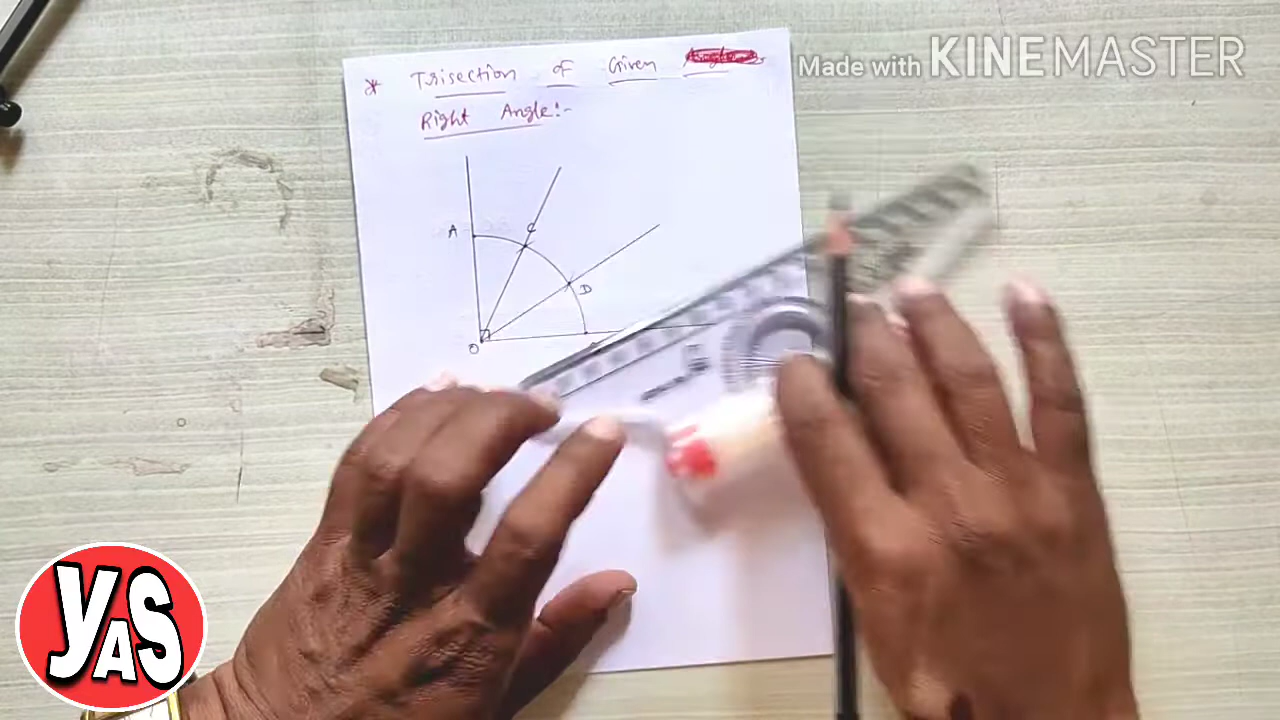 * Trisection of Given
Right Angle:-
Made with KINEMASTER
A
C
D
O
YAS